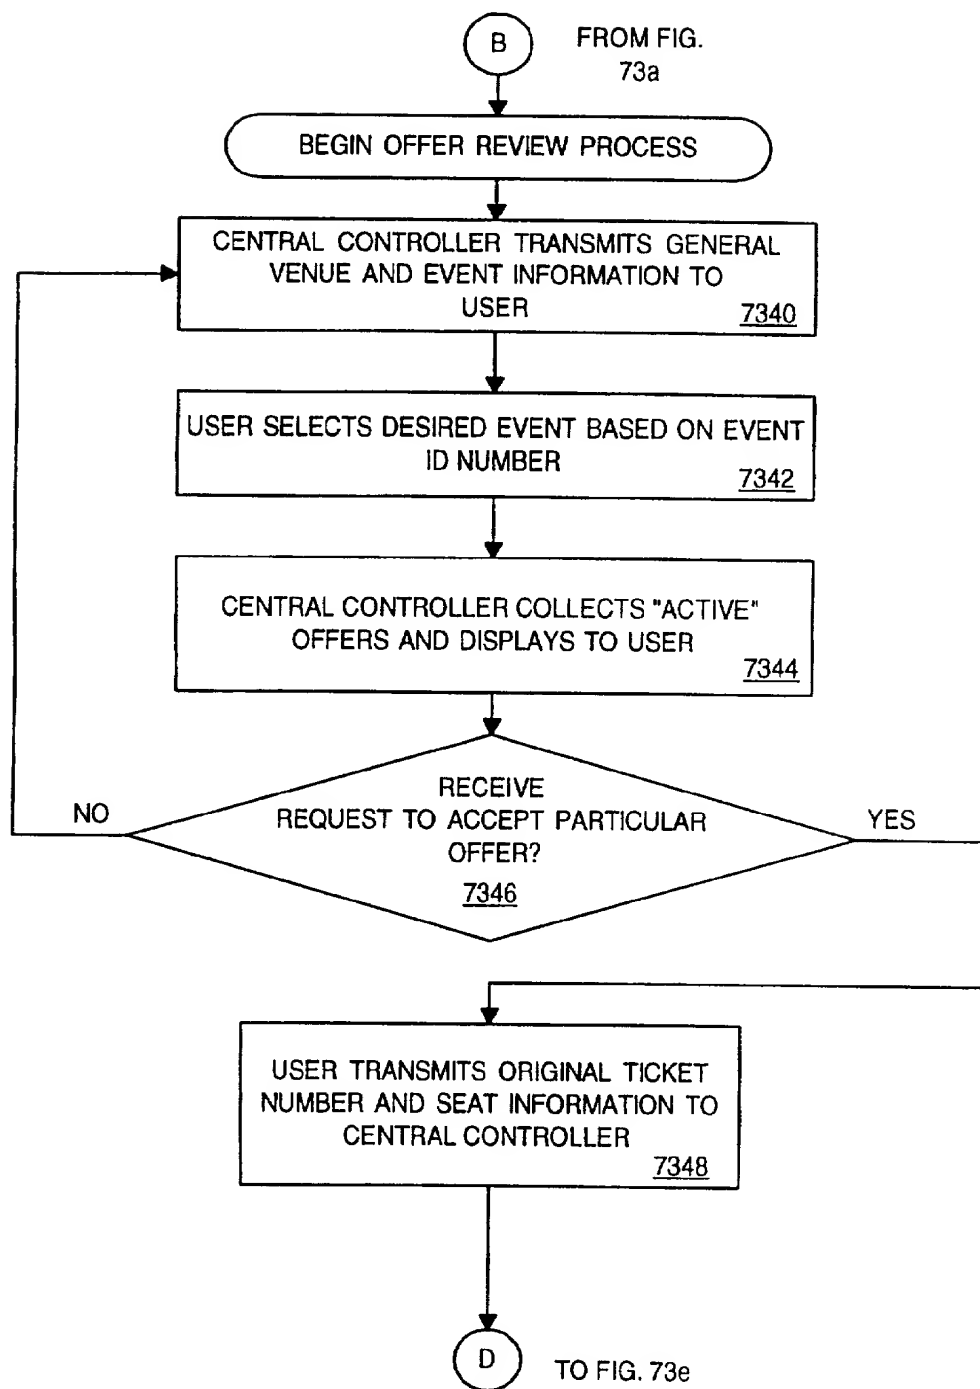 B
FROM FIG.
73a
BEGIN OFFER REVIEW PROCESS
CENTRAL CONTROLLER TRANSMITS GENERAL
VENUE AND EVENT INFORMATION TO
USER
7340
USER SELECTS DESIRED EVENT BASED ON EVENT
ID NUMBER
7342
CENTRAL CONTROLLER COLLECTS "ACTIVE"
OFFERS AND DISPLAYS TO USER
7344
RECEIVE
REQUEST TO ACCEPT PARTICULAR
OFFER?
7346
NO
YES
USER TRANSMITS ORIGINAL TICKET
NUMBER AND SEAT INFORMATION TO
CENTRAL CONTROLLER
7348
D
TO FIG. 73e